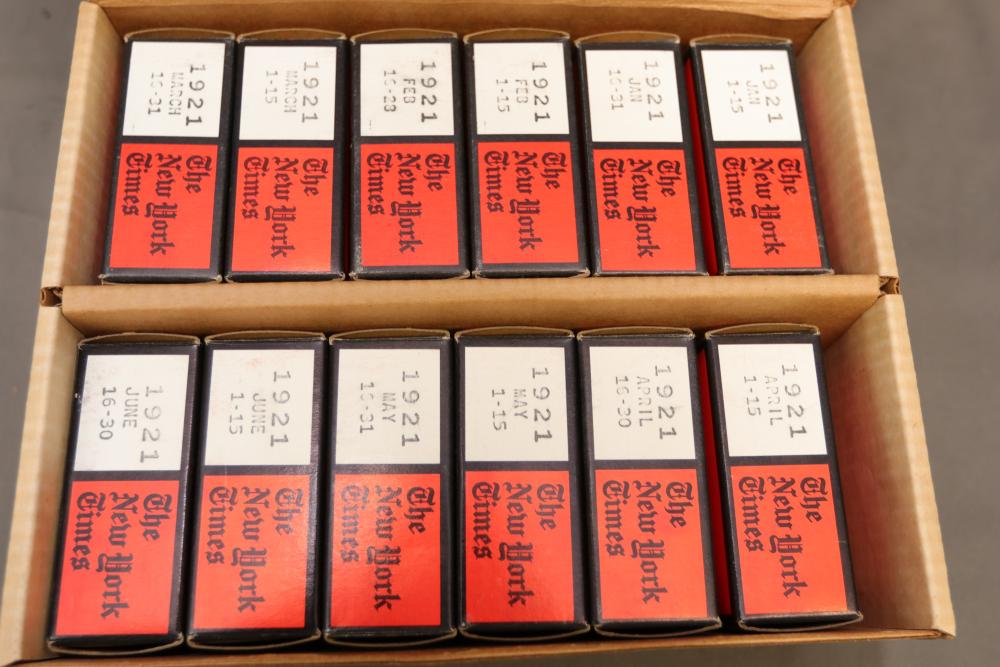 1921
MARCH
16-31
The
New York
Times
1921
MARCH
1-15
The
New York
Times
1921
FEB
16-28
The
New York
Times
1921
FEB
1-15
The
New York
Times
1921
JAN
16-31
The
New York
Times
1921
JAN
1-15
The
New York
Times
1921
JUNE
16-30
The
New York
Times
1921
JUNE
1-15
The
New York
Times
1921
MAY
16-31
The
New York
Times
1921
MAY
1-15
The
New York
Times
1921
APRIL
16-30
The
New York
Times
1921
APRIL
1-15
The
New York
Times